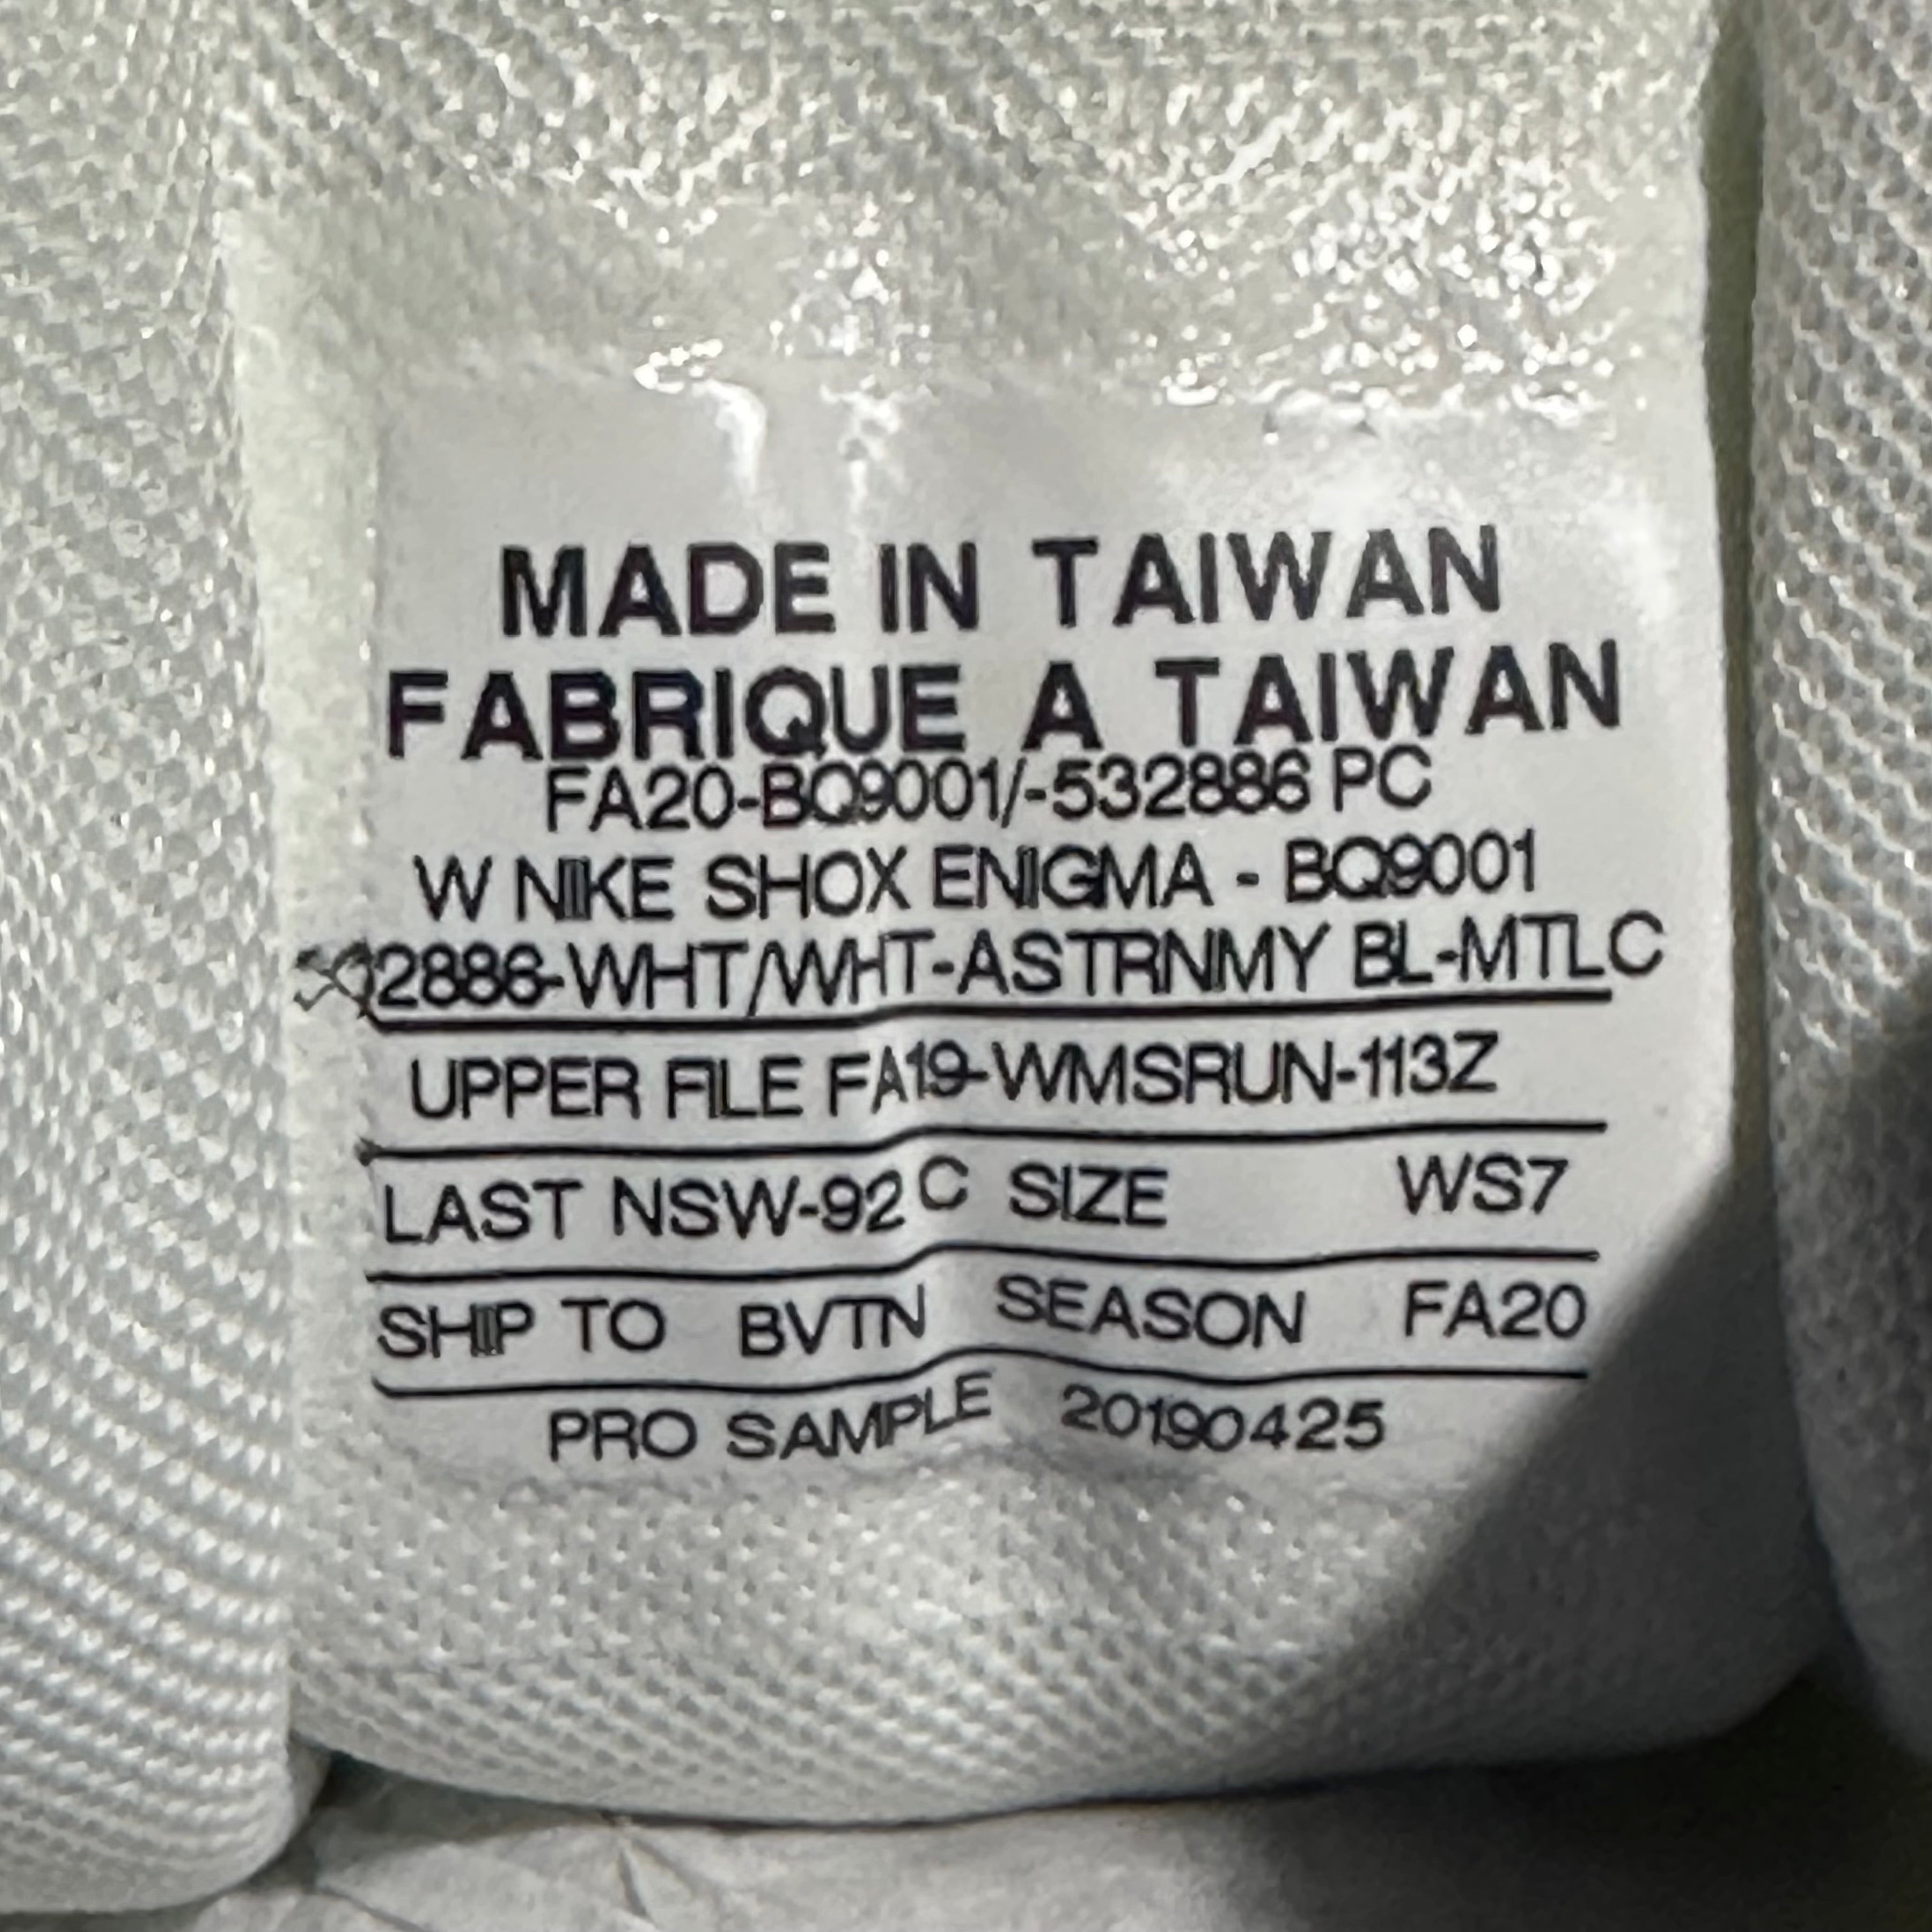 MADE IN TAIWAN
FABRIQUE A TAIWAN
FA20-BQ9001/-532886 PC
W NIKE SHOX ENIGMA - BQ9001
532886-WHT/WHT-ASTRNMY BL-MTLC
UPPER FILE FA19-WMSRUN-113Z
LAST NSW-92C SIZE WS7
SHIP TO BVTN SEASON FA20
PRO SAMPLE 20190425